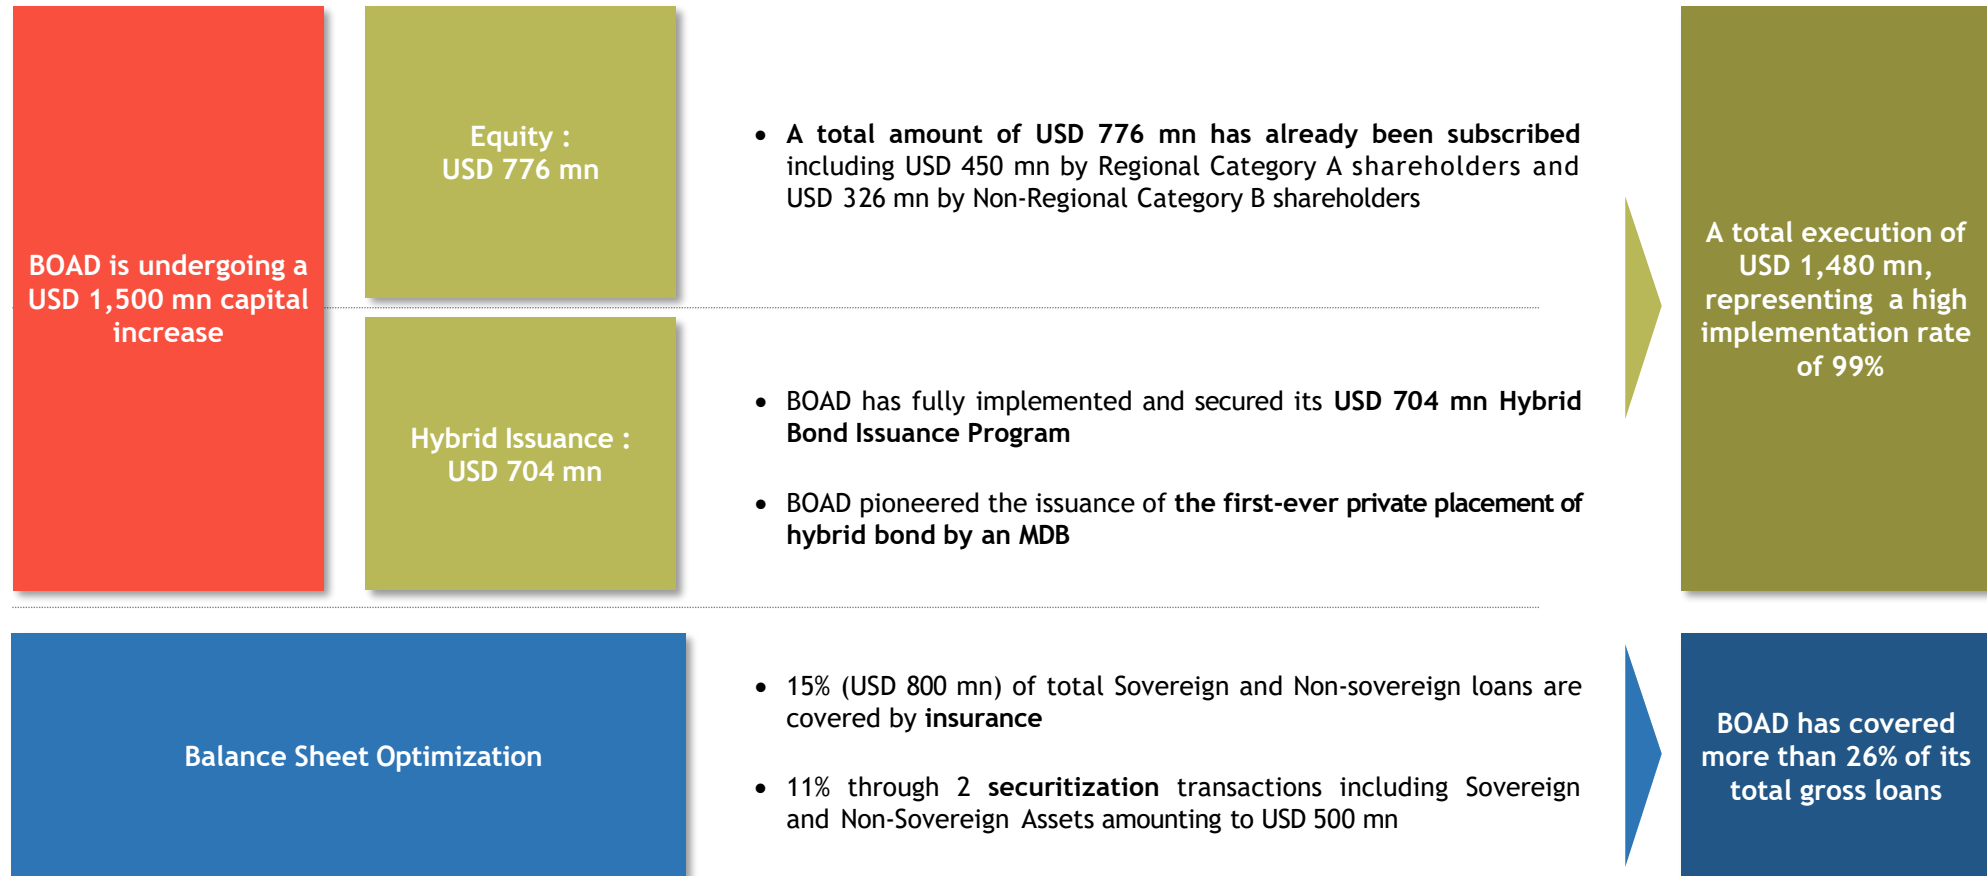 BOAD is undergoing a
USD 1,500 mn capital
increase
Equity :
USD 776 mn
• A total amount of USD 776 mn has already been subscribed
including USD 450 mn by Regional Category A shareholders and
USD 326 mn by Non-Regional Category B shareholders
Hybrid Issuance :
USD 704 mn
• BOAD has fully implemented and secured its USD 704 mn Hybrid
Bond Issuance Program
• BOAD pioneered the issuance of the first-ever private placement of
hybrid bond by an MDB
A total execution of
USD 1,480 mn,
representing a high
implementation rate
of 99%
Balance Sheet Optimization
• 15% (USD 800 mn) of total Sovereign and Non-sovereign loans are
covered by insurance
• 11% through 2 securitization transactions including Sovereign
and Non-Sovereign Assets amounting to USD 500 mn
BOAD has covered
more than 26% of its
total gross loans